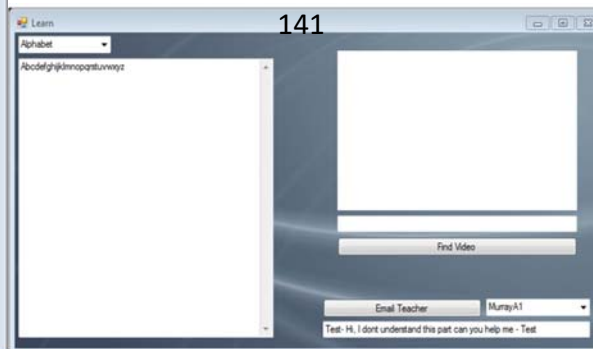 141
Learn
Alphabet
Abcdefghijklmnopqrstuvwxyz
Find Video
Email Teacher
MurrayA1
Test- Hi, I dont understand this part can you help me - Test